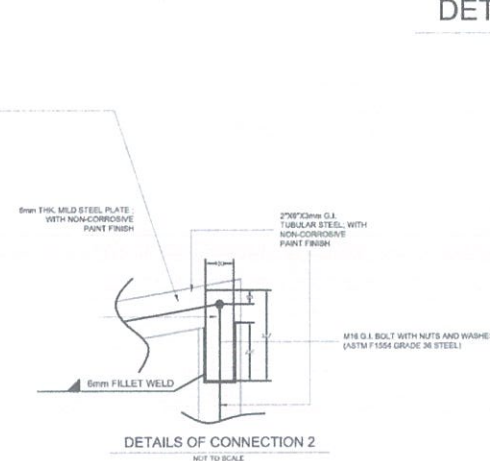 DET
6mm THK. MILD STEEL PLATE
WITH NON-CORROSIVE
PAINT FINISH
2"X6"X3mm G.I.
TUBULAR STEEL, WITH
NON-CORROSIVE
PAINT FINISH
M16 G.I. BOLT WITH NUTS AND WASHE
(ASTM F1554 GRADE 36 STEEL)
6mm FILLET WELD
DETAILS OF CONNECTION 2
NOT TO SCALE